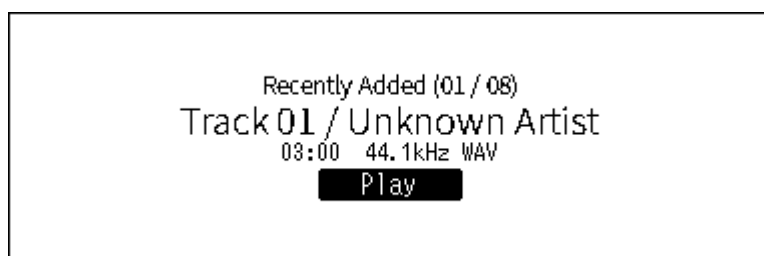 Recently Added (01 / 08)
Track 01 / Unknown Artist
03:00 44.1kHz WAV
Play